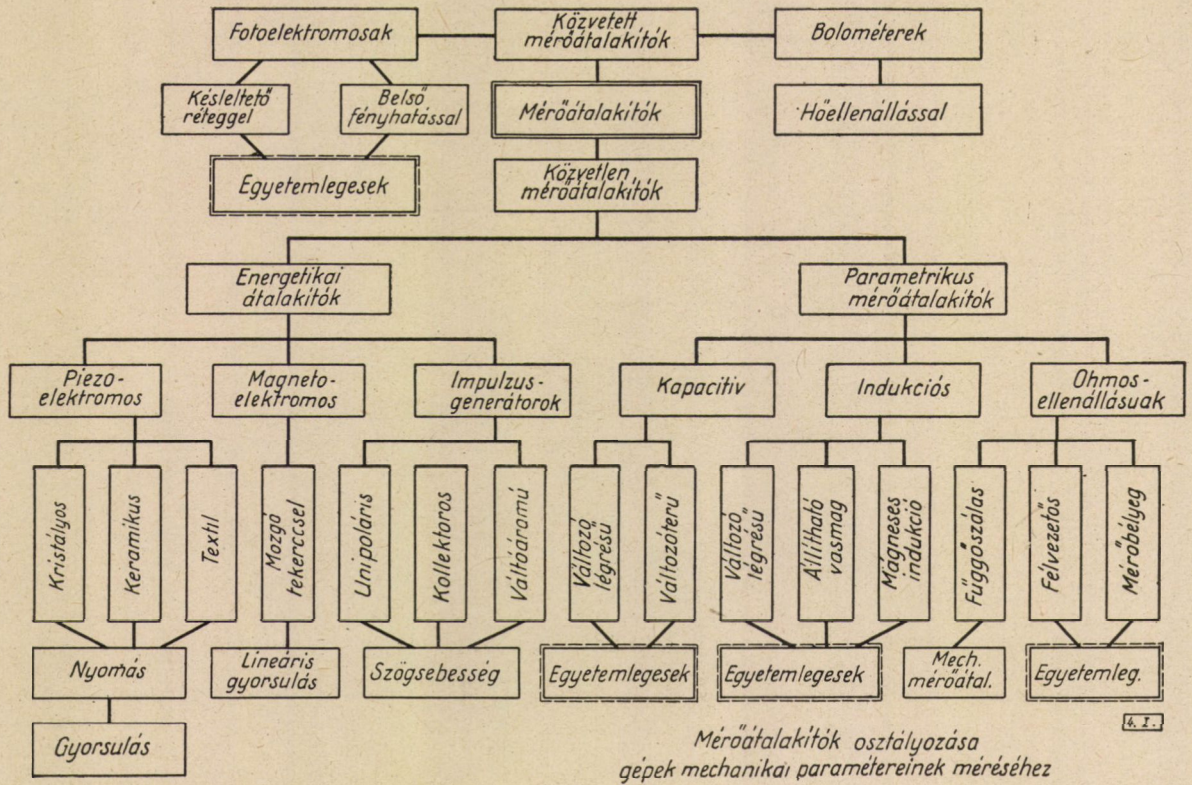 Fotoelektromosak
Közvetett
mérőátalakítók
Bolométerek
Késleltető
réteggel
Belső
fényhatással
Mérőátalakítók
Hőellenállással
Egyetemlegesek
Közvetlen
mérőátalakítók
Energetikai
átalakítók
Parametrikus
mérőátalakítók
Piezo-
elektromos
Magneto-
elektromos
Impulzus-
generátorok
Kapacitiv
Indukciós
Ohmos-
ellenállásuak
Kristályos
Keramikus
Textil
Mozgó
tekerccsel
Unipoláris
Kollektoros
Váltóáramú
Változó
légrésű
Változóterű
Változó
légrésű
Állítható
vasmag
Mágneses
indukció
Függőszálas
Félvezetős
Mérőbélyeg
Nyomás
Lineáris
gyorsulás
Szögsebesség
Egyetemlegesek
Egyetemlegesek
Mech.
mérőátal.
Egyetemleg.
Gyorsulás
4. I.
Mérőátalakítók osztályozása
gépek mechanikai paramétereinek méréséhez